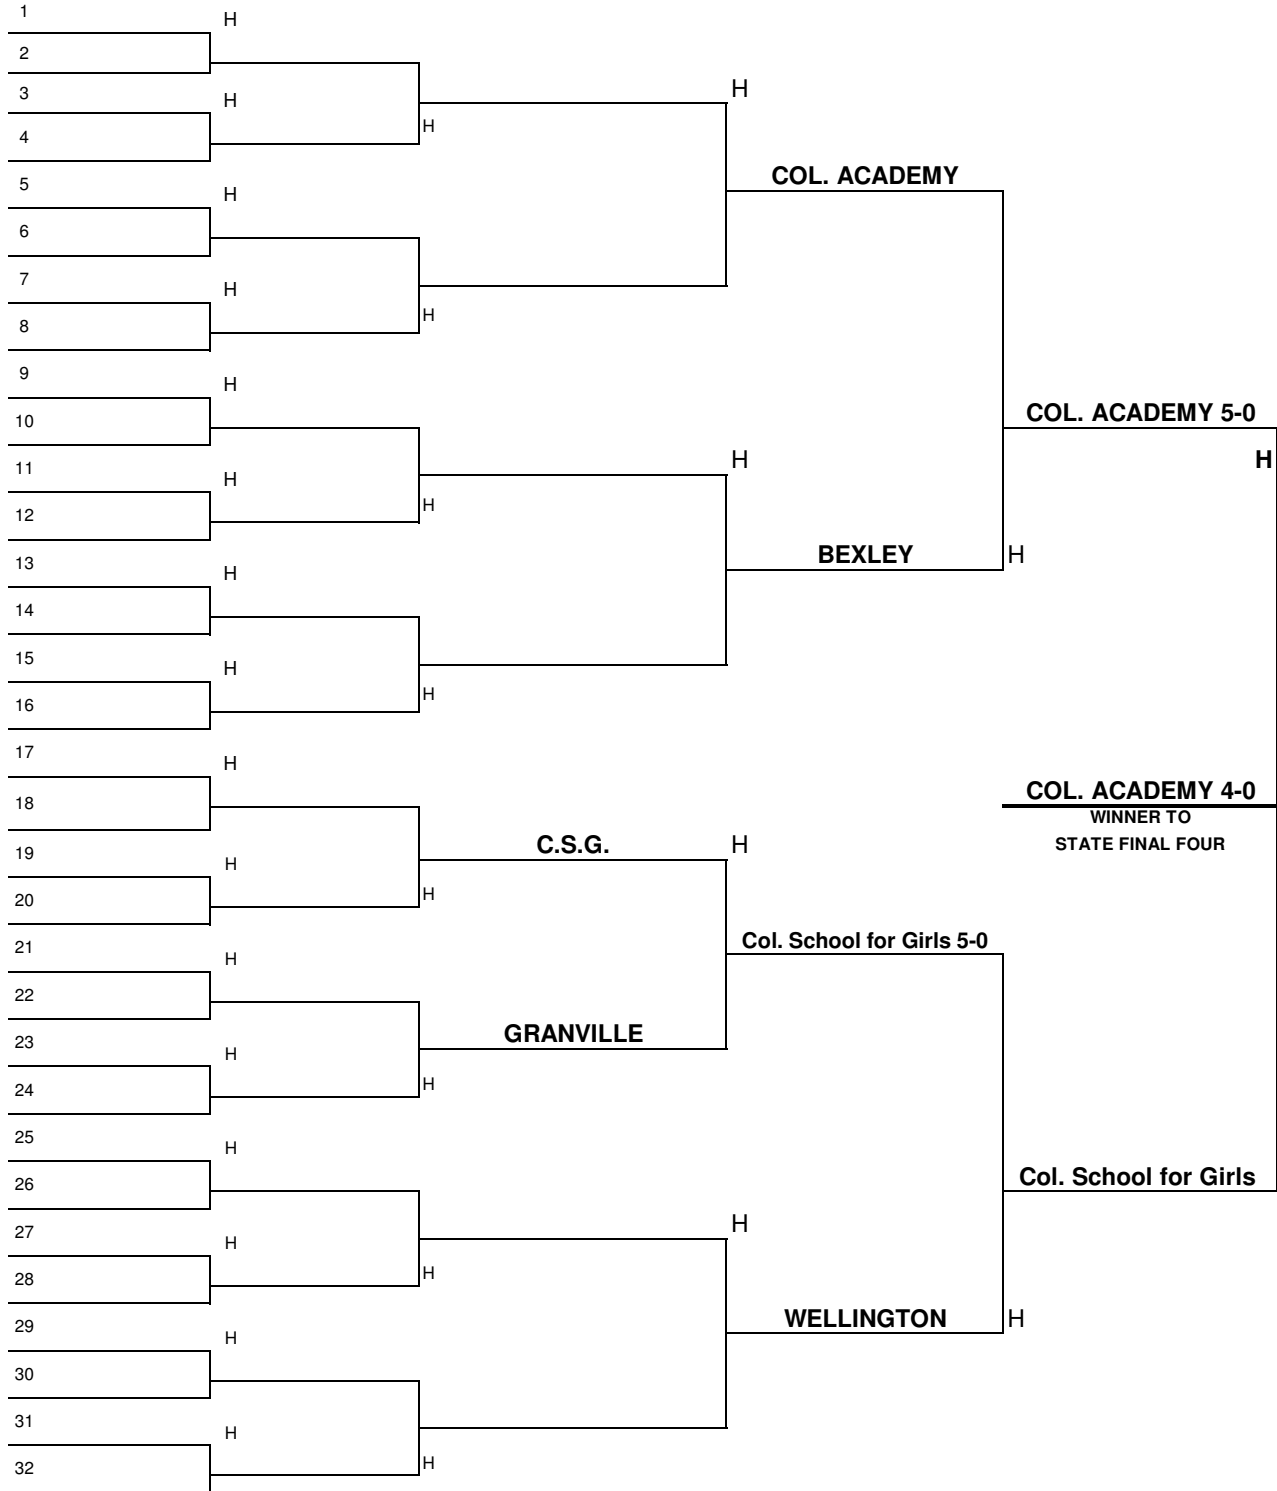 1
H
2
3
H
H
4
H
COL. ACADEMY
5
H
6
7
H
H
8
9
H
COL. ACADEMY 5-0
10
H
H
11
H
H
12
BEXLEY
H
13
H
14
15
H
H
16
17
H
COL. ACADEMY 4-0
18
WINNER TO
C.S.G.
H
STATE FINAL FOUR
19
H
H
20
Col. School for Girls 5-0
21
H
22
GRANVILLE
23
H
H
24
25
H
Col. School for Girls
26
H
27
H
H
28
WELLINGTON
H
29
H
30
31
H
H
32